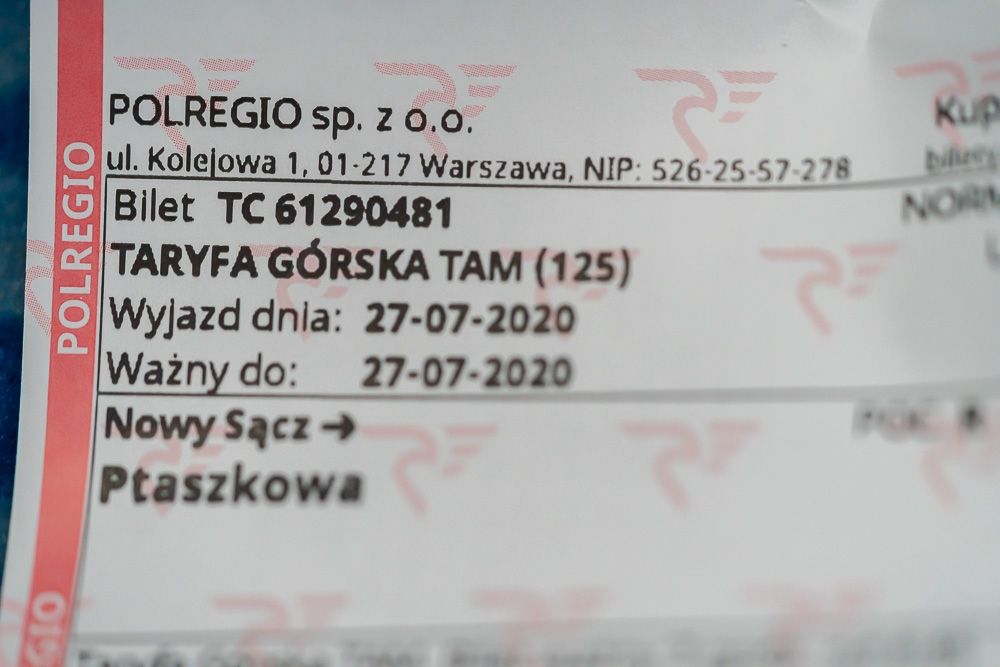 POLREGIO sp. z o.o.
ul. Kolejowa 1, 01-217 Warszawa, NIP: 526-25-57-278
Bilet TC 61290481
TARYFA GÓRSKA TAM (125)
Wyjazd dnia: 27-07-2020
Ważny do: 27-07-2020
Nowy Sącz →
Ptaszkowa
POLREGIO